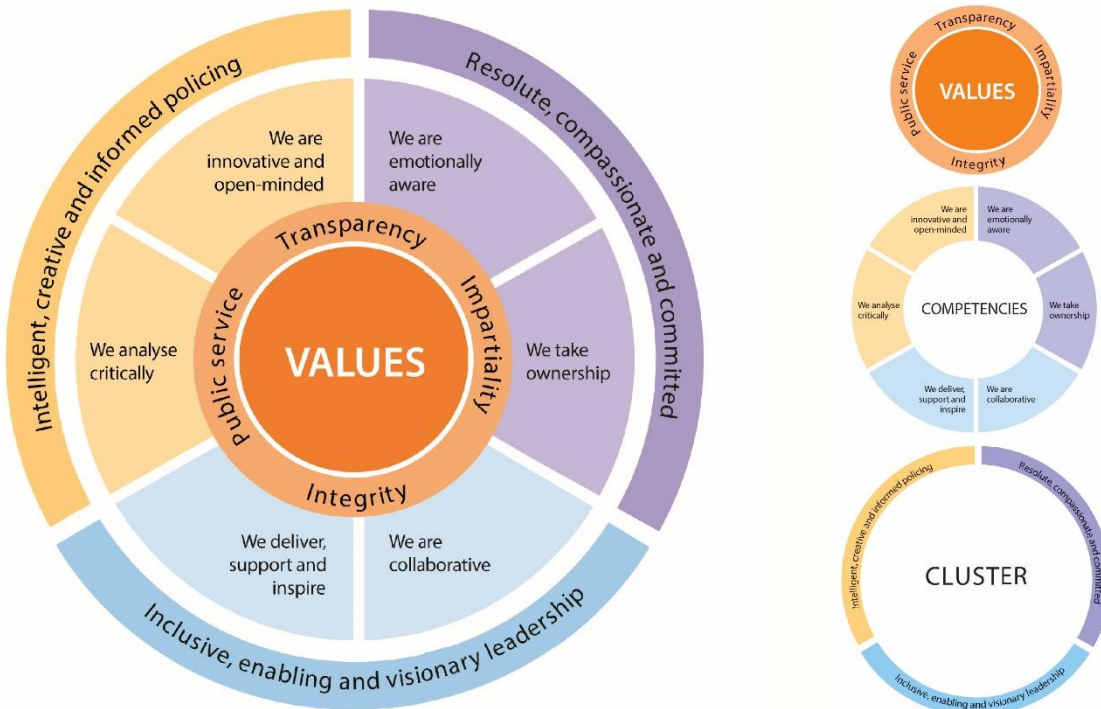 Intelligent, creative and informed policing
Resolute, compassionate and committed
Inclusive, enabling and visionary leadership
We are
innovative and
open-minded
We are
emotionally
aware
We analyse
critically
We take
ownership
We deliver,
support and
inspire
We are
collaborative
Transparency
Impartiality
Integrity
Public service
VALUES
Transparency
Impartiality
Integrity
Public service
VALUES
We are
innovative and
open-minded
We are
emotionally
aware
We analyse
critically
COMPETENCIES
We take
ownership
We deliver,
support and
inspire
We are
collaborative
Intelligent, creative and informed policing
Resolute, compassionate and committed
CLUSTER
Inclusive, enabling and visionary leadership